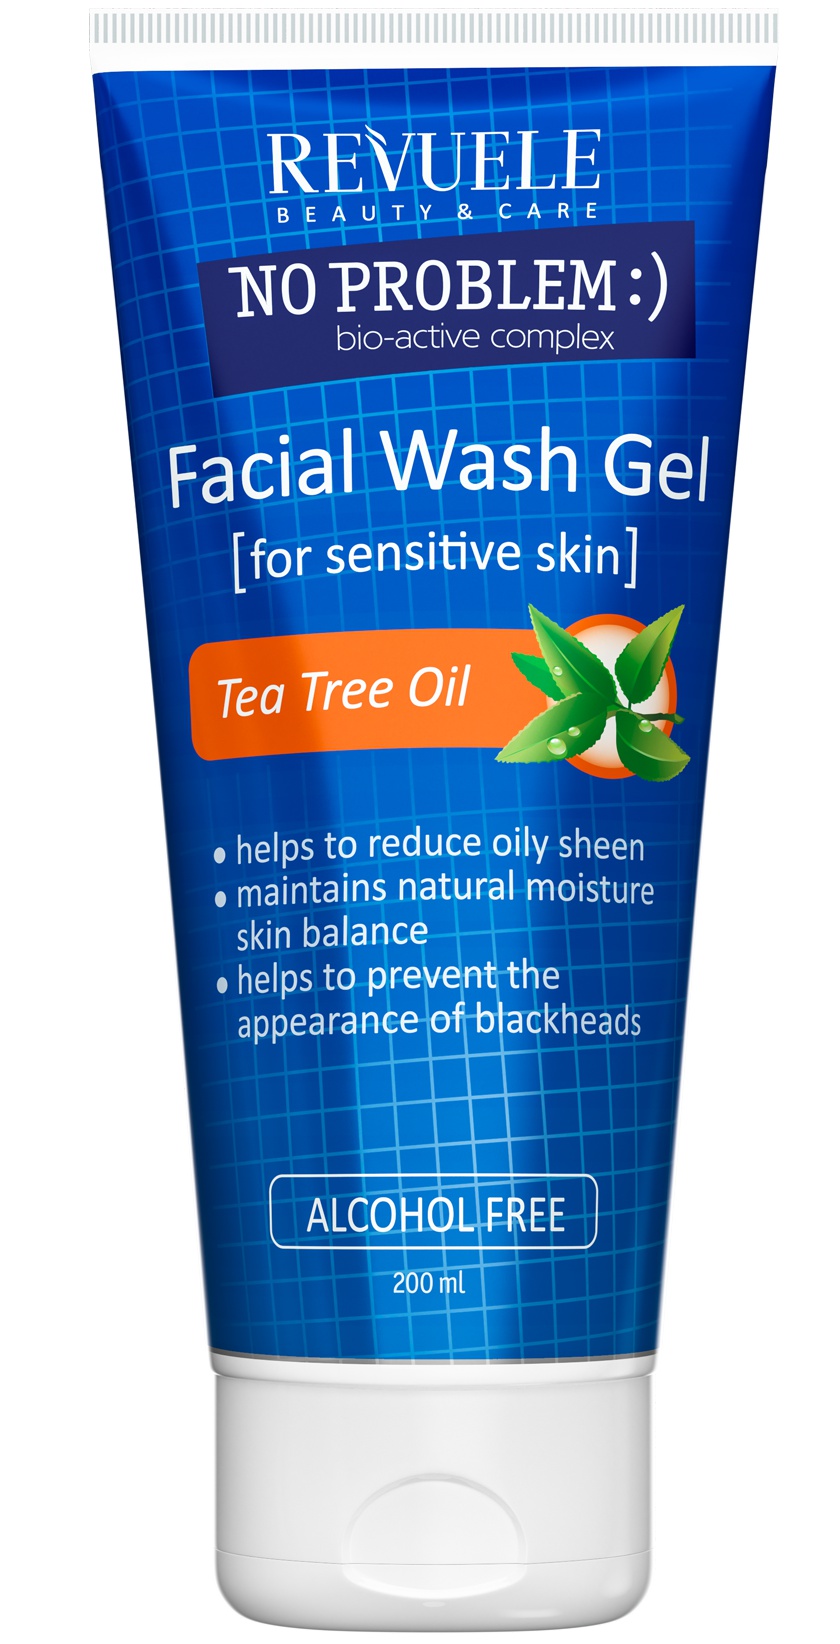 REVUELE
BEAUTY & CARE
NO PROBLEM :)
bio-active complex
Facial Wash Gel
[for sensitive skin]
Tea Tree Oil
• helps to reduce oily sheen
• maintains natural moisture
skin balance
• helps to prevent the
appearance of blackheads
ALCOHOL FREE
200 ml